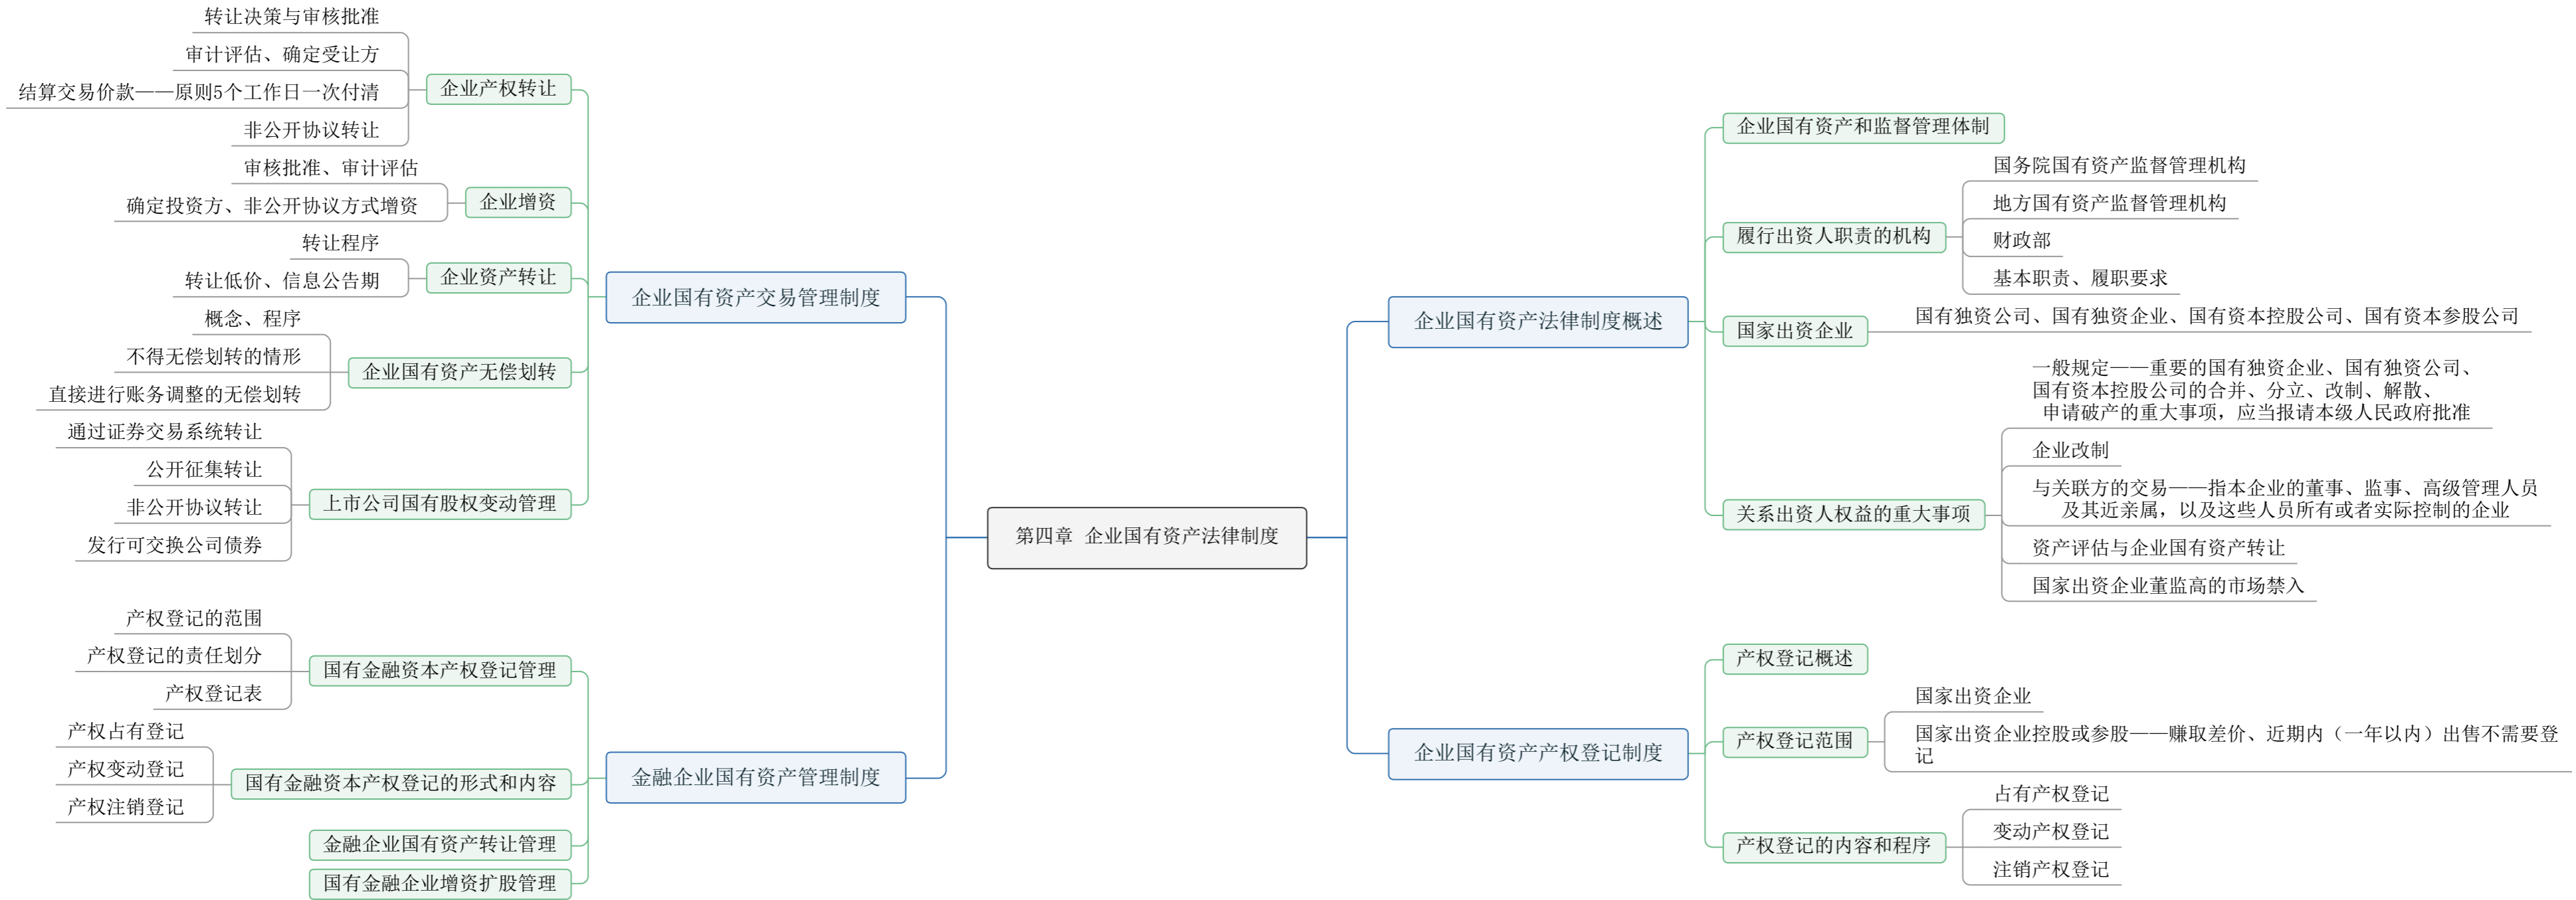 第四章 企业国有资产法律制度
企业国有资产法律制度概述
企业国有资产和监督管理体制
履行出资人职责的机构
国务院国有资产监督管理机构
地方国有资产监督管理机构
财政部
基本职责、履职要求
国家出资企业
国有独资公司、国有独资企业、国有资本控股公司、国有资本参股公司
关系出资人权益的重大事项
一般规定——重要的国有独资企业、国有独资公司、
国有资本控股公司的合并、分立、改制、解散、
申请破产的重大事项，应当报请本级人民政府批准
企业改制
与关联方的交易——指本企业的董事、监事、高级管理人员
及其近亲属，以及这些人员所有或者实际控制的企业
资产评估与企业国有资产转让
国家出资企业董监高的市场禁入
企业国有资产产权登记制度
产权登记概述
产权登记范围
国家出资企业
国家出资企业控股或参股——赚取差价、近期内（一年以内）出售不需要登
记
产权登记的内容和程序
占有产权登记
变动产权登记
注销产权登记
企业国有资产交易管理制度
企业产权转让
转让决策与审核批准
审计评估、确定受让方
结算交易价款——原则5个工作日一次付清
非公开协议转让
企业增资
审核批准、审计评估
确定投资方、非公开协议方式增资
企业资产转让
转让程序
转让低价、信息公告期
企业国有资产无偿划转
概念、程序
不得无偿划转的情形
直接进行账务调整的无偿划转
上市公司国有股权变动管理
通过证券交易系统转让
公开征集转让
非公开协议转让
发行可交换公司债券
金融企业国有资产管理制度
国有金融资本产权登记管理
产权登记的范围
产权登记的责任划分
产权登记表
国有金融资本产权登记的形式和内容
产权占有登记
产权变动登记
产权注销登记
金融企业国有资产转让管理
国有金融企业增资扩股管理